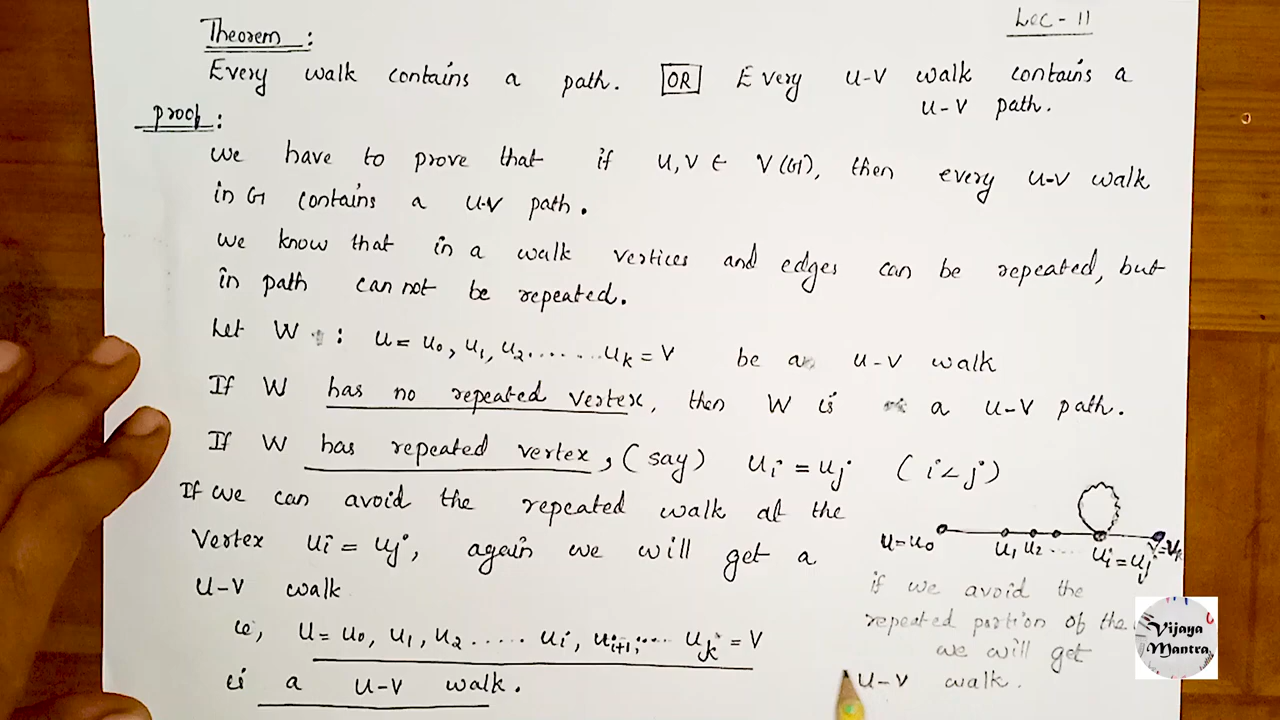 Lec - 11
Theorem :
Every walk contains a path. OR Every u-v walk contains a
u-v path.
Proof :
We have to prove that if u, v ∈ V(G), then every u-v walk
in G contains a u-v path.
We know that in a walk vertices and edges can be repeated, but
in path can not be repeated.
Let W : u = u₀, u₁, u₂ ....... uₖ = v be a u-v walk
If W has no repeated vertex, then W is a u-v path.
If W has repeated vertex, (say) uᵢ = uⱼ (i < j)
If we can avoid the repeated walk at the
vertex uᵢ = uⱼ, again we will get a
u-v walk
ie, u = u₀, u₁, u₂ ..... uᵢ, uᵢ₊₁, .... uₖ = v
is a u-v walk.
u = u₀ u₁ u₂ ..... uᵢ = uⱼ
if we avoid the
repeated portion of the
we will get
u-v walk.
Vijaya
Mantra